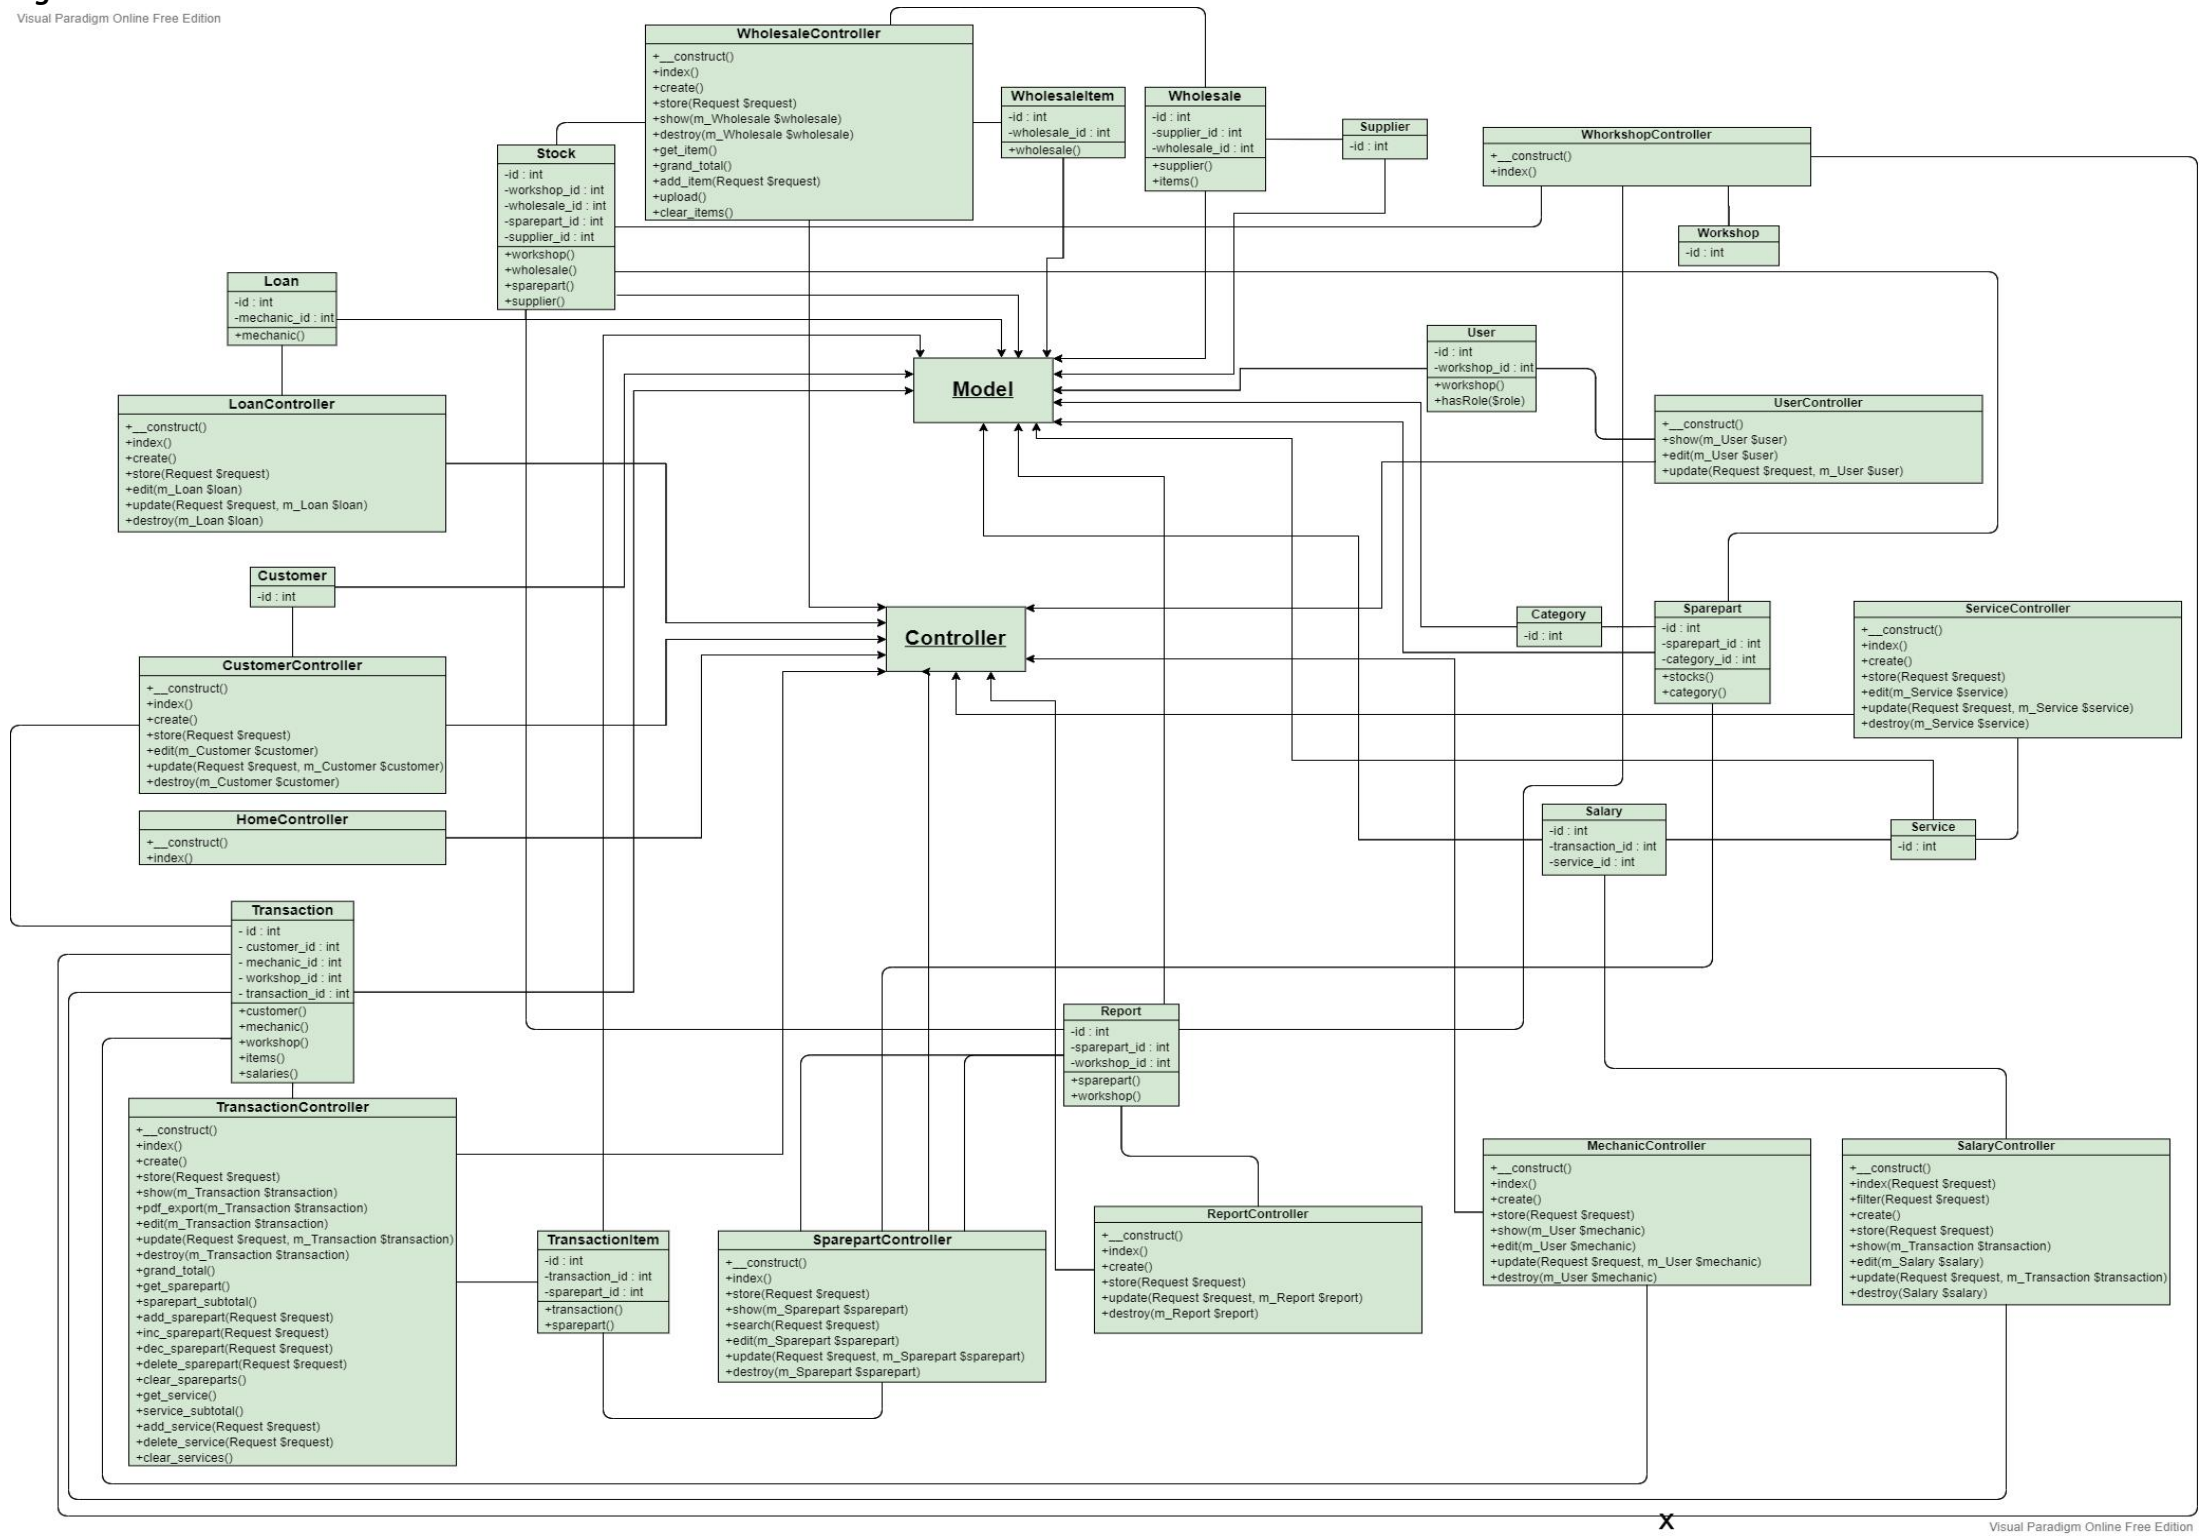 Visual Paradigm Online Free Edition
WholesaleController
+__construct()
+index()
+create()
+store(Request $request)
+show(m_Wholesale $wholesale)
+destroy(m_Wholesale $wholesale)
+get_item()
+grand_total()
+add_item(Request $request)
+upload()
+clear_items()
WholesaleItem
-id : int
-wholesale_id : int
+wholesale()
Wholesale
-id : int
-supplier_id : int
-wholesale_id : int
+supplier()
+items()
Supplier
-id : int
WhorkshopController
+__construct()
+index()
Stock
-id : int
-workshop_id : int
-wholesale_id : int
-sparepart_id : int
-supplier_id : int
+workshop()
+wholesale()
+sparepart()
+supplier()
Workshop
-id : int
Loan
-id : int
-mechanic_id : int
+mechanic()
User
-id : int
-workshop_id : int
+workshop()
+hasRole($role)
Model
LoanController
+__construct()
+index()
+create()
+store(Request $request)
+edit(m_Loan $loan)
+update(Request $request, m_Loan $loan)
+destroy(m_Loan $loan)
UserController
+__construct()
+show(m_User $user)
+edit(m_User $user)
+update(Request $request, m_User $user)
Customer
-id : int
Controller
Category
-id : int
Sparepart
-id : int
-sparepart_id : int
-category_id : int
+stocks()
+category()
ServiceController
+__construct()
+index()
+create()
+store(Request $request)
+edit(m_Service $service)
+update(Request $request, m_Service $service)
+destroy(m_Service $service)
CustomerController
+__construct()
+index()
+create()
+store(Request $request)
+edit(m_Customer $customer)
+update(Request $request, m_Customer $customer)
+destroy(m_Customer $customer)
HomeController
+__construct()
+index()
Salary
-id : int
-transaction_id : int
-service_id : int
Service
-id : int
Transaction
- id : int
- customer_id : int
- mechanic_id : int
- workshop_id : int
- transaction_id : int
+customer()
+mechanic()
+workshop()
+items()
+salaries()
Report
-id : int
-sparepart_id : int
-workshop_id : int
+sparepart()
+workshop()
TransactionController
+__construct()
+index()
+create()
+store(Request $request)
+show(m_Transaction $transaction)
+pdf_export(m_Transaction $transaction)
+edit(m_Transaction $transaction)
+update(Request $request, m_Transaction $transaction)
+destroy(m_Transaction $transaction)
+grand_total()
+get_sparepart()
+sparepart_subtotal()
+add_sparepart(Request $request)
+inc_sparepart(Request $request)
+dec_sparepart(Request $request)
+delete_sparepart(Request $request)
+clear_spareparts()
+get_service()
+service_subtotal()
+add_service(Request $request)
+delete_service(Request $request)
+clear_services()
TransactionItem
-id : int
-transaction_id : int
-sparepart_id : int
+transaction()
+sparepart()
SparepartController
+__construct()
+index()
+store(Request $request)
+show(m_Sparepart $sparepart)
+search(Request $request)
+edit(m_Sparepart $sparepart)
+update(Request $request, m_Sparepart $sparepart)
+destroy(m_Sparepart $sparepart)
ReportController
+__construct()
+index()
+create()
+store(Request $request)
+update(Request $request, m_Report $report)
+destroy(m_Report $report)
MechanicController
+__construct()
+index()
+create()
+store(Request $request)
+show(m_User $mechanic)
+edit(m_User $mechanic)
+update(Request $request, m_User $mechanic)
+destroy(m_User $mechanic)
SalaryController
+__construct()
+index(Request $request)
+filter(Request $request)
+create()
+store(Request $request)
+show(m_Transaction $transaction)
+edit(m_Salary $salary)
+update(Request $request, m_Transaction $transaction)
+destroy(Salary $salary)
X
Visual Paradigm Online Free Edition